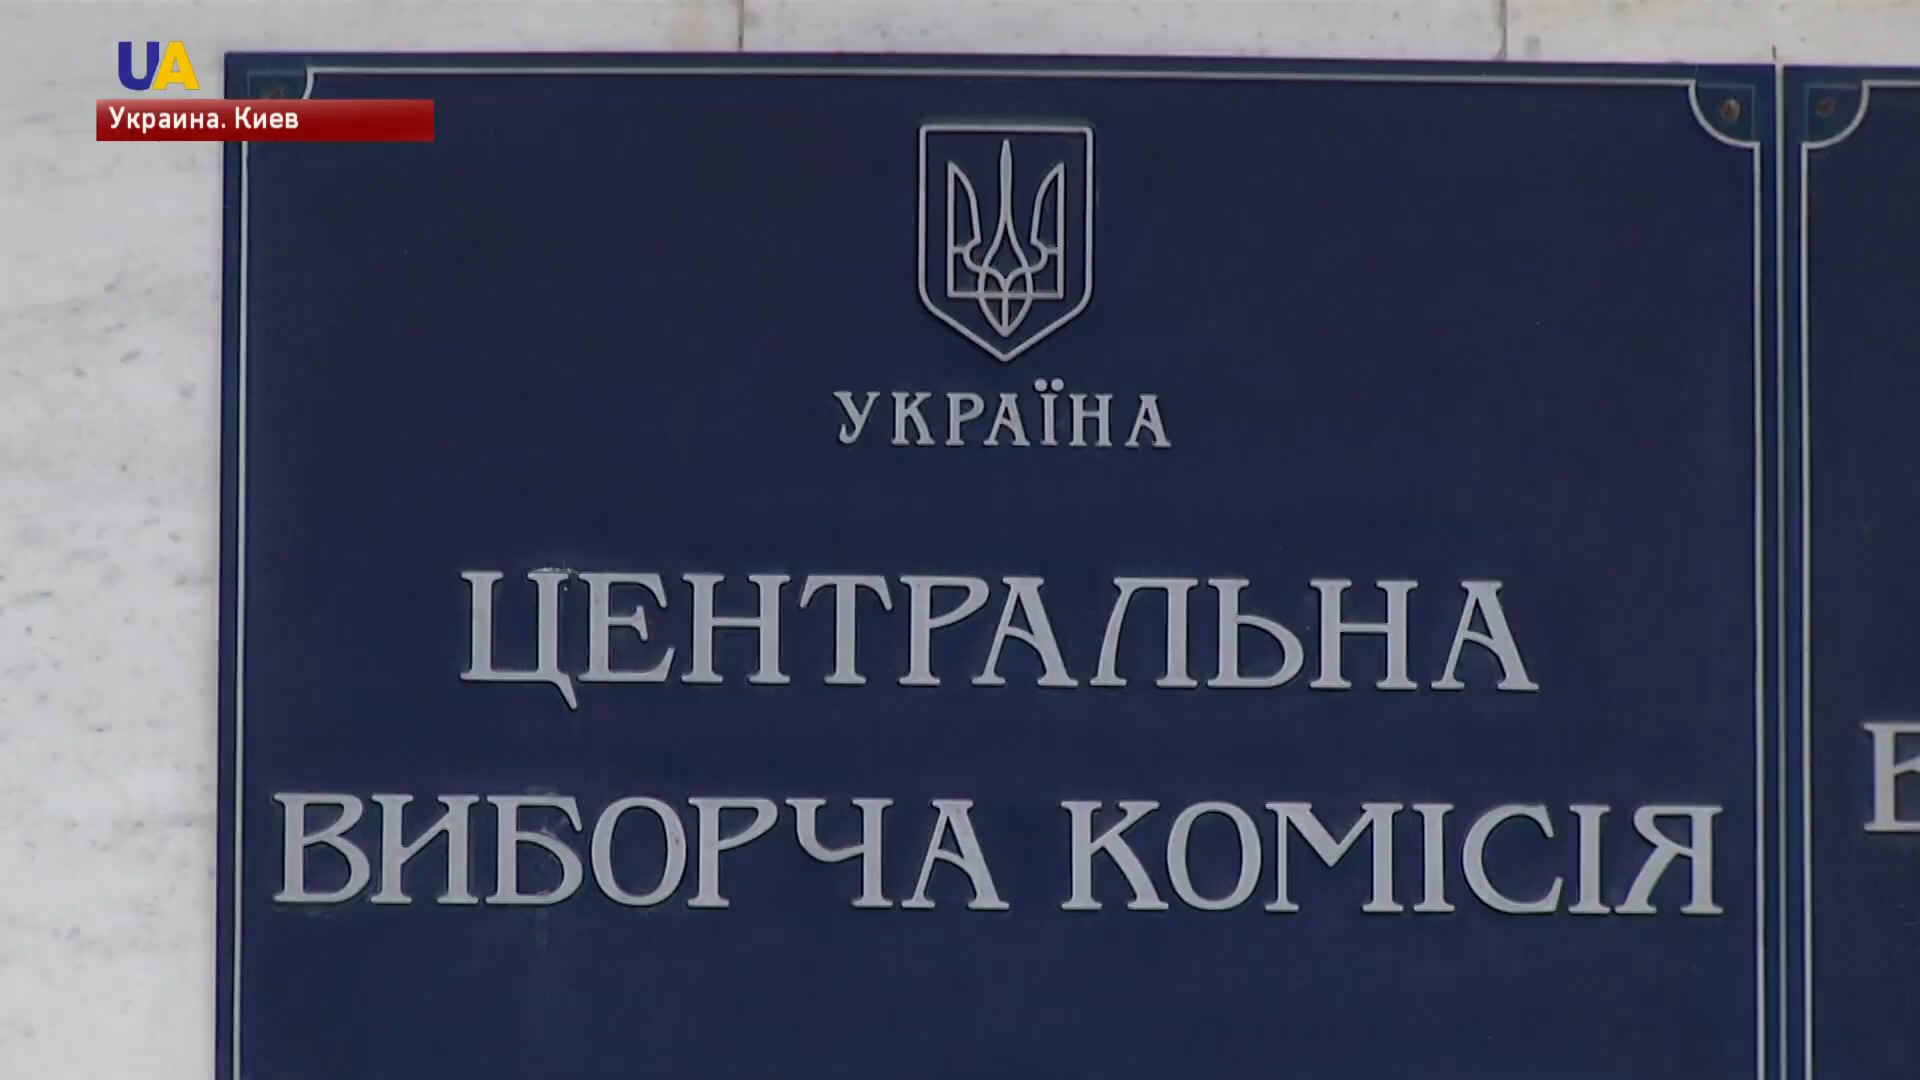 UA
Украина. Киев
УКРАЇНА
ЦЕНТРАЛЬНА
ВИБОРЧА КОМІСІЯ